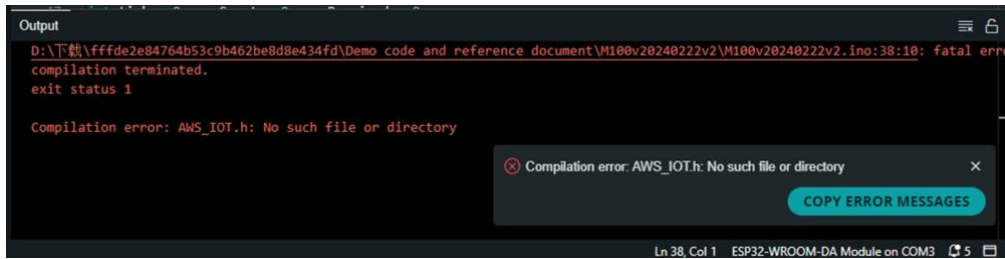 Output
D:\下载\fffde2e84764b53c9b462be8d8e434fd\Demo code and reference document\M100v20240222v2\M100v20240222v2.ino:38:10: fatal erro
compilation terminated.
exit status 1
Compilation error: AWS_IOT.h: No such file or directory
Compilation error: AWS_IOT.h: No such file or directory
COPY ERROR MESSAGES
Ln 38, Col 1 ESP32-WROOM-DA Module on COM3 5